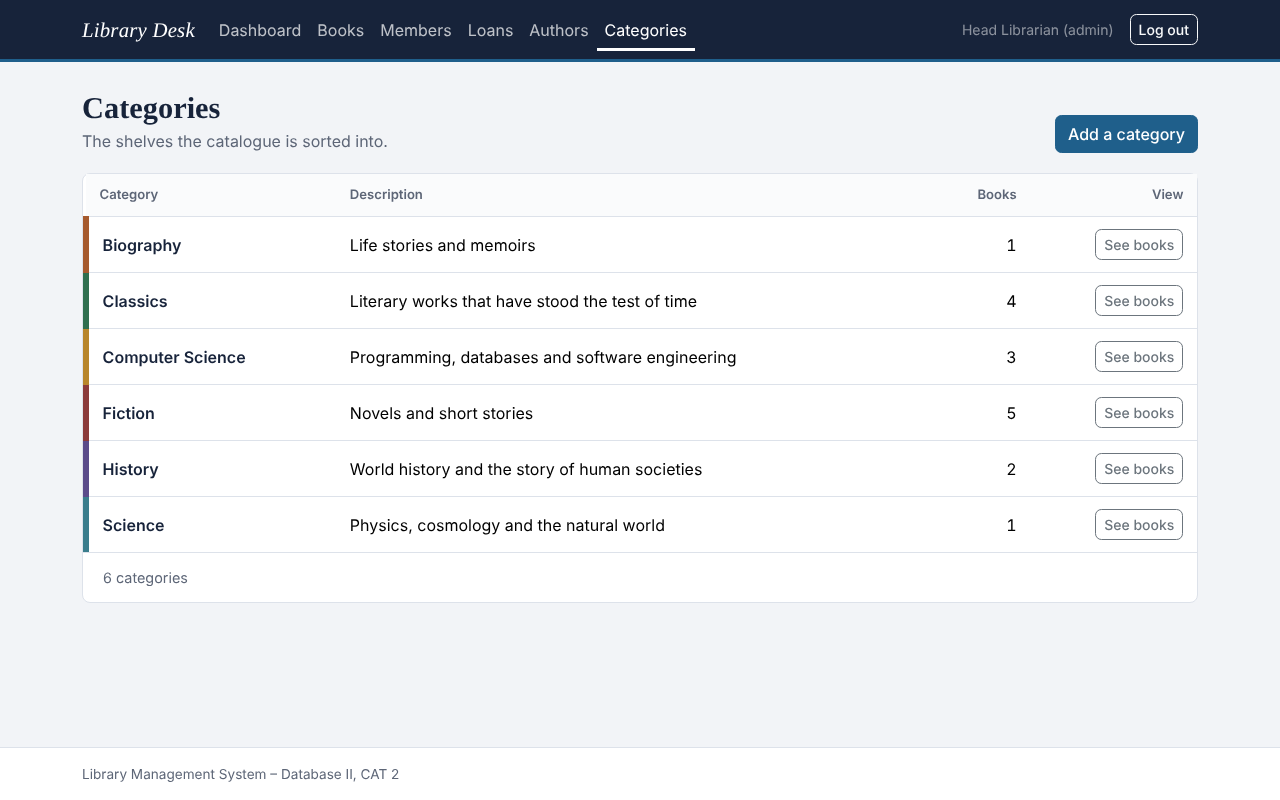 Library Desk Dashboard Books Members Loans Authors Categories Head Librarian (admin) Log out
Categories
The shelves the catalogue is sorted into.
Add a category
Category Description Books View
Biography Life stories and memoirs 1 See books
Classics Literary works that have stood the test of time 4 See books
Computer Science Programming, databases and software engineering 3 See books
Fiction Novels and short stories 5 See books
History World history and the story of human societies 2 See books
Science Physics, cosmology and the natural world 1 See books
6 categories
Library Management System – Database II, CAT 2